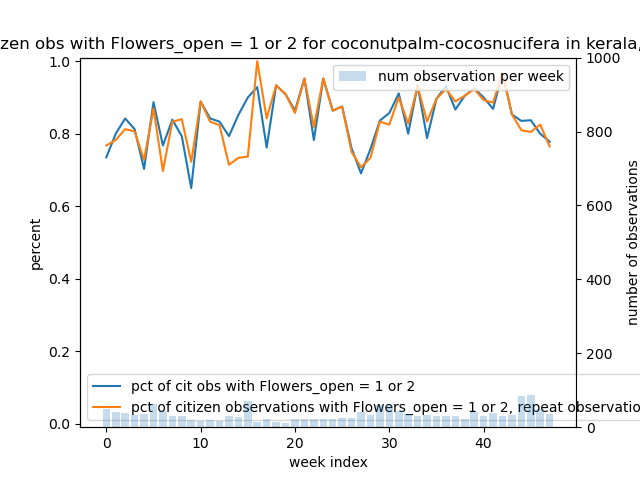 zen obs with Flowers_open = 1 or 2 for coconutpalm-cocosnucifera in kerala,
num observation per week
percent
1.0
0.8
0.6
0.4
0.2
0.0
1000
800
600
400
200
0
number of observations
pct of cit obs with Flowers_open = 1 or 2
pct of citizen observations with Flowers_open = 1 or 2, repeat observatio
0 10 20 30 40
week index